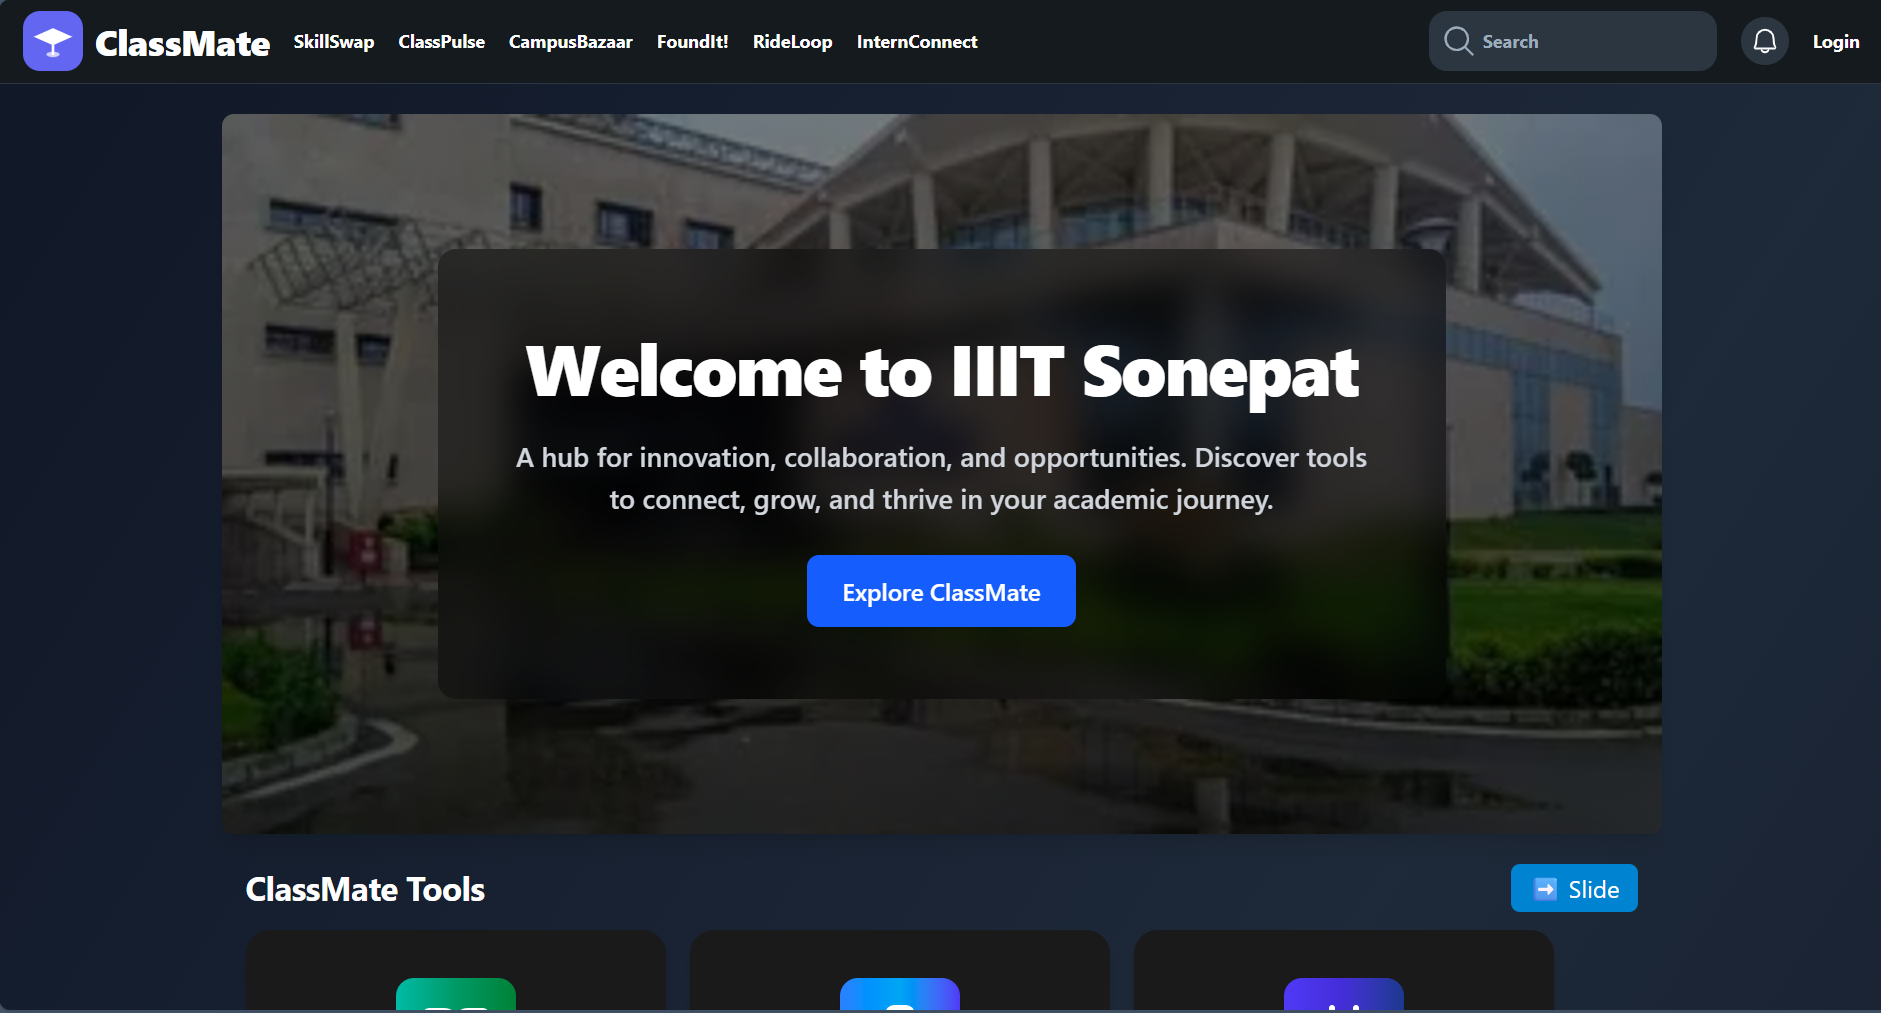 ClassMate
SkillSwap
ClassPulse
CampusBazaar
FoundIt!
RideLoop
InternConnect
Search
Login
Welcome to IIIT Sonepat
A hub for innovation, collaboration, and opportunities. Discover tools
to connect, grow, and thrive in your academic journey.
Explore ClassMate
ClassMate Tools
➡️ Slide